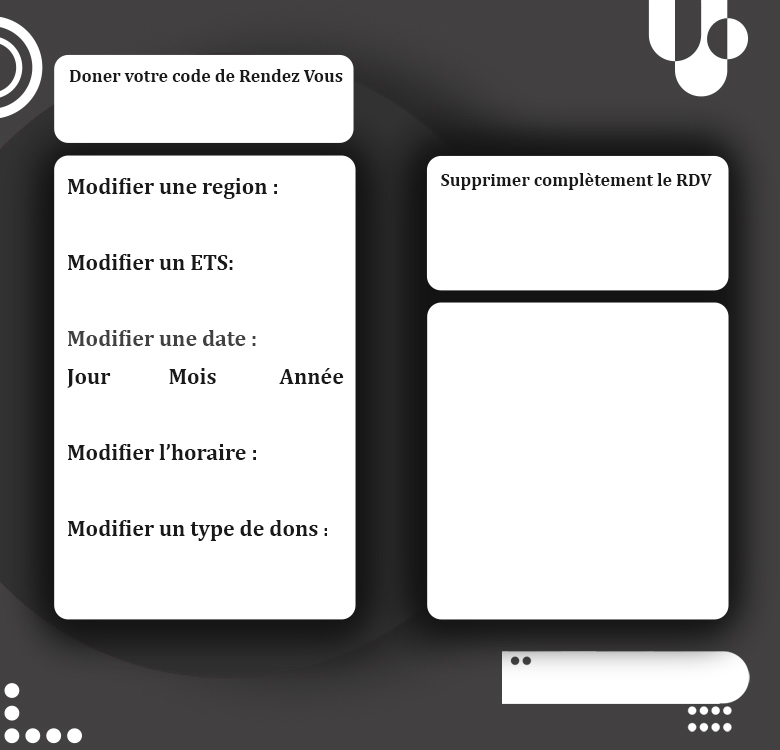 Doner votre code de Rendez Vous
Modifier une region :
Modifier un ETS:
Modifier une date :
Jour Mois Année
Modifier l’horaire :
Modifier un type de dons :
Supprimer complètement le RDV